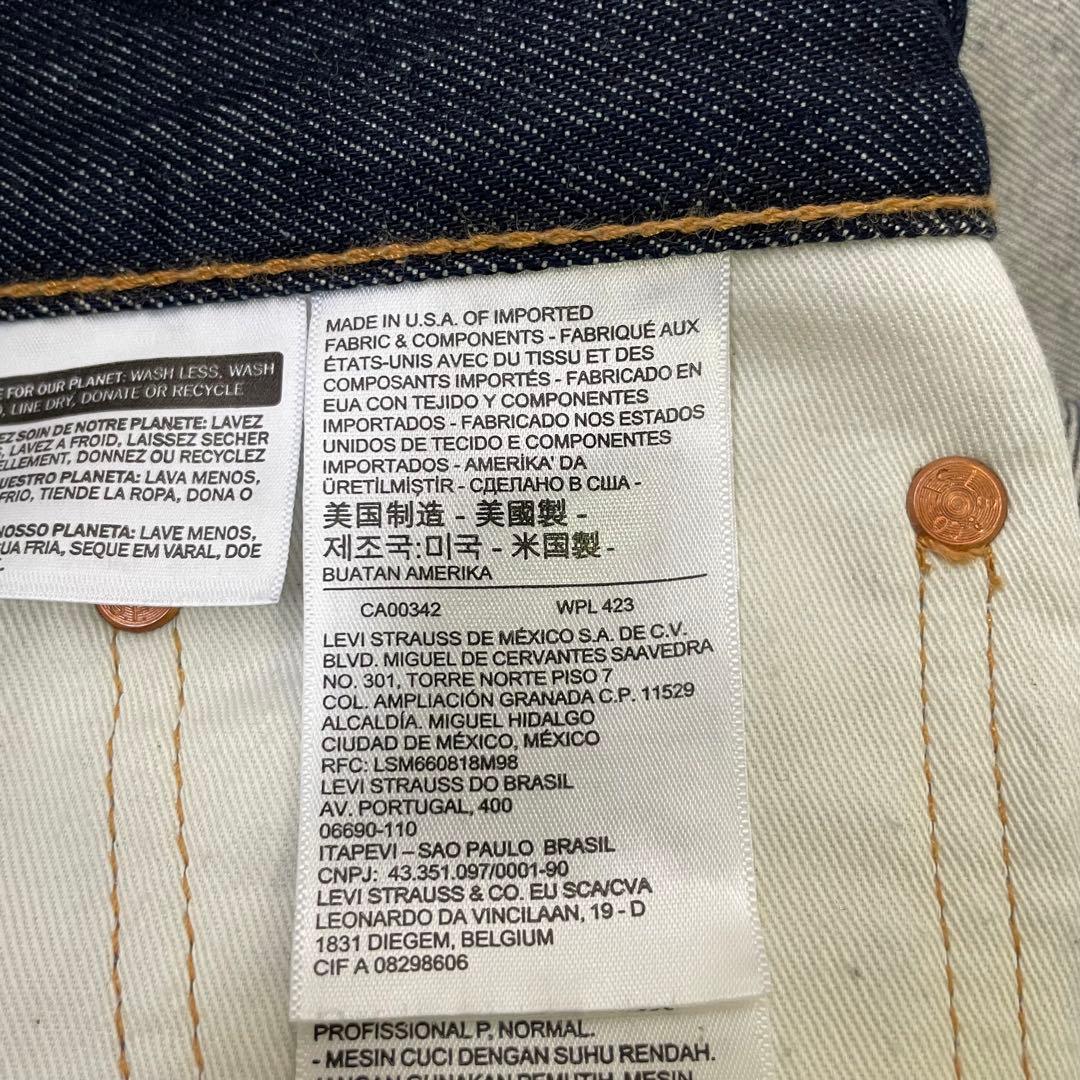 FOR OUR PLANET: WASH LESS, WASH
LINE DRY, DONATE OR RECYCLE
SOIN DE NOTRE PLANETE: LAVEZ
LAVEZ A FROID, LAISSEZ SECHER
DONNEZ OU RECYCLEZ
PLANETA: LAVA MENOS,
TIENDE LA ROPA, DONA O
NOSSO PLANETA: LAVE MENOS,
FRIA, SEQUE EM VARAL, DOE
MADE IN U.S.A. OF IMPORTED
FABRIC & COMPONENTS - FABRIQUÉ AUX
ÉTATS-UNIS AVEC DU TISSU ET DES
COMPOSANTS IMPORTÉS - FABRICADO EN
EUA CON TEJIDO Y COMPONENTES
IMPORTADOS - FABRICADO NOS ESTADOS
UNIDOS DE TECIDO E COMPONENTES
IMPORTADOS - AMERİKA' DA
ÜRETİLMİŞTİR - СДЕЛАНО В США -
美国制造 - 美國製 -
제조국:미국 - 米国製 -
BUATAN AMERIKA
CA00342 WPL 423
LEVI STRAUSS DE MÉXICO S.A. DE C.V.
BLVD. MIGUEL DE CERVANTES SAAVEDRA
NO. 301, TORRE NORTE PISO 7
COL. AMPLIACIÓN GRANADA C.P. 11529
ALCALDÍA. MIGUEL HIDALGO
CIUDAD DE MÉXICO, MÉXICO
RFC: LSM660818M98
LEVI STRAUSS DO BRASIL
AV. PORTUGAL, 400
06690-110
ITAPEVI – SAO PAULO BRASIL
CNPJ: 43.351.097/0001-90
LEVI STRAUSS & CO. EU SCA/CVA
LEONARDO DA VINCILAAN, 19 - D
1831 DIEGEM, BELGIUM
CIF A 08298606
PROFISSIONAL P, NORMAL.
- MESIN CUCI DENGAN SUHU RENDAH.